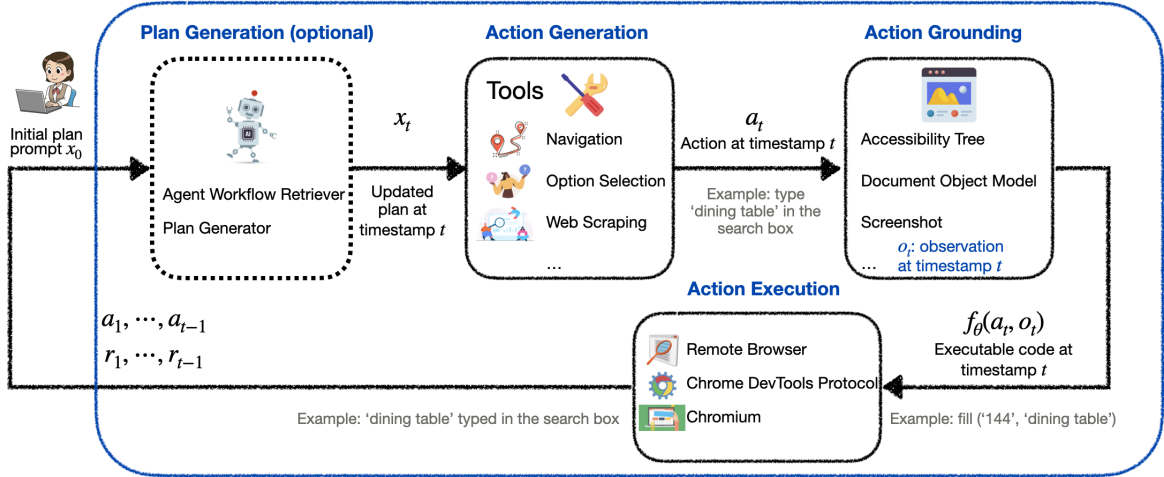 Plan Generation (optional)
Action Generation
Action Grounding
Initial plan
prompt x₀
AI
Agent Workflow Retriever
Plan Generator
xₜ
Updated
plan at
timestamp t
Tools
Navigation
Option Selection
Web Scraping
...
aₜ
Action at timestamp t
Example: type
‘dining table’ in the
search box
Accessibility Tree
Document Object Model
Screenshot
oₜ: observation
at timestamp t
...
Action Execution
a₁, ⋯, aₜ₋₁
r₁, ⋯, rₜ₋₁
Remote Browser
Chrome DevTools Protocol
Chromium
f_θ(aₜ, oₜ)
Executable code at
timestamp t
Example: ‘dining table’ typed in the search box
Example: fill (‘144’, ‘dining table’)